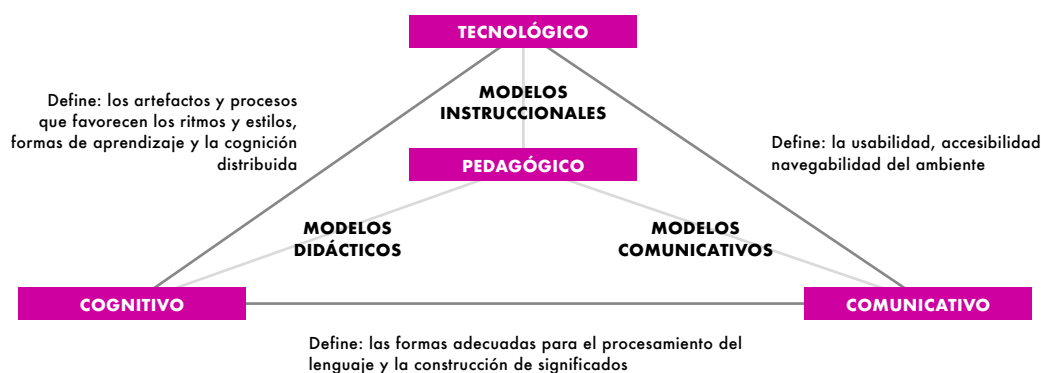 TECNOLÓGICO
MODELOS
INSTRUCCIONALES
Define: los artefactos y procesos
que favorecen los ritmos y estilos,
formas de aprendizaje y la cognición
distribuida
Define: la usabilidad, accesibilidad
navegabilidad del ambiente
PEDAGÓGICO
MODELOS
DIDÁCTICOS
MODELOS
COMUNICATIVOS
COGNITIVO
COMUNICATIVO
Define: las formas adecuadas para el procesamiento del
lenguaje y la construcción de significados